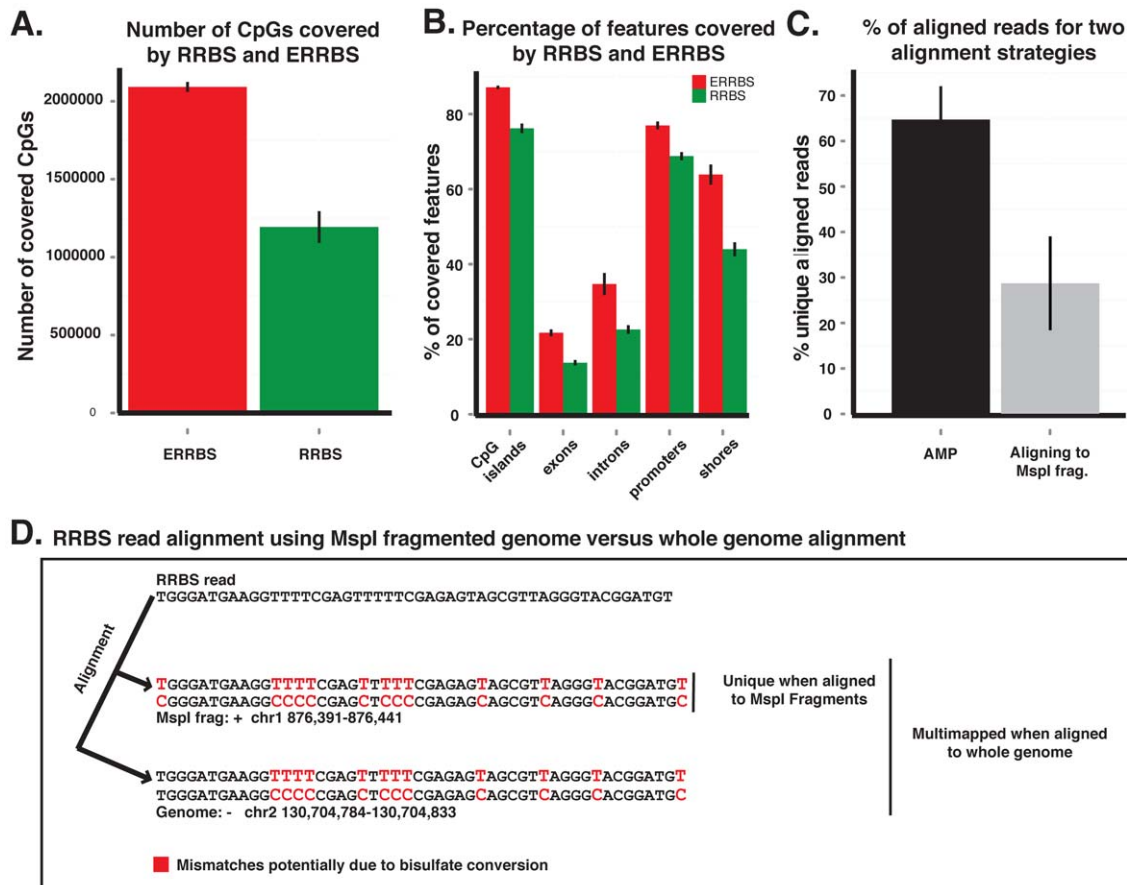 A.
Number of CpGs covered
by RRBS and ERRBS
Number of covered CpGs
2000000
1500000
1000000
500000
0
ERRBS
RRBS
B.
Percentage of features covered
by RRBS and ERRBS
ERRBS
RRBS
% of covered features
80
60
40
20
0
CpG
islands
exons
introns
promoters
shores
C.
% of aligned reads for two
alignment strategies
% unique aligned reads
70
60
50
40
30
20
10
0
AMP
Aligning to
MspI frag.
D. RRBS read alignment using MspI fragmented genome versus whole genome alignment
RRBS read
TGGGATGAAGGTTTTCGAGTTTTTCGAGAGTAGCGTTAGGGTACGGATGT
Alignment
TGGGATGAAGGTTTTCGAGTTTTTCGAGAGTAGCGTTAGGGTACGGATGT
CGGGATGAAGGCCCCCGAGCTCCCCGAGAGCAGCGTCAGGGCACGGATGC
MspI frag: + chr1 876,391-876,441
Unique when aligned
to MspI Fragments
Multimapped when aligned
to whole genome
TGGGATGAAGGTTTTCGAGTTTTTCGAGAGTAGCGTTAGGGTACGGATGT
TGGGATGAAGGCCCCCGAGCTCCCCGAGAGCAGCGTCAGGGCACGGATGC
Genome: - chr2 130,704,784-130,704,833
Mismatches potentially due to bisulfate conversion